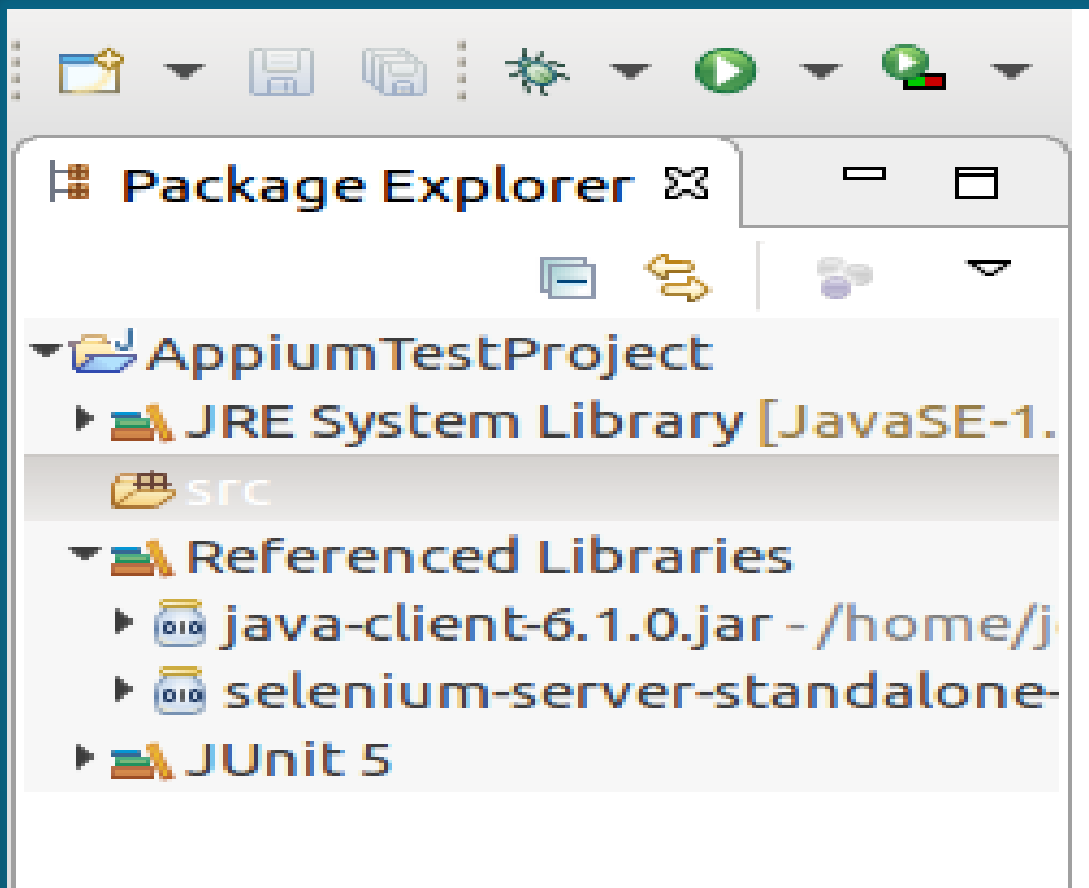 Package Explorer
AppiumTestProject
JRE System Library [JavaSE-1.
src
Referenced Libraries
java-client-6.1.0.jar - /home/j
selenium-server-standalone-
JUnit 5